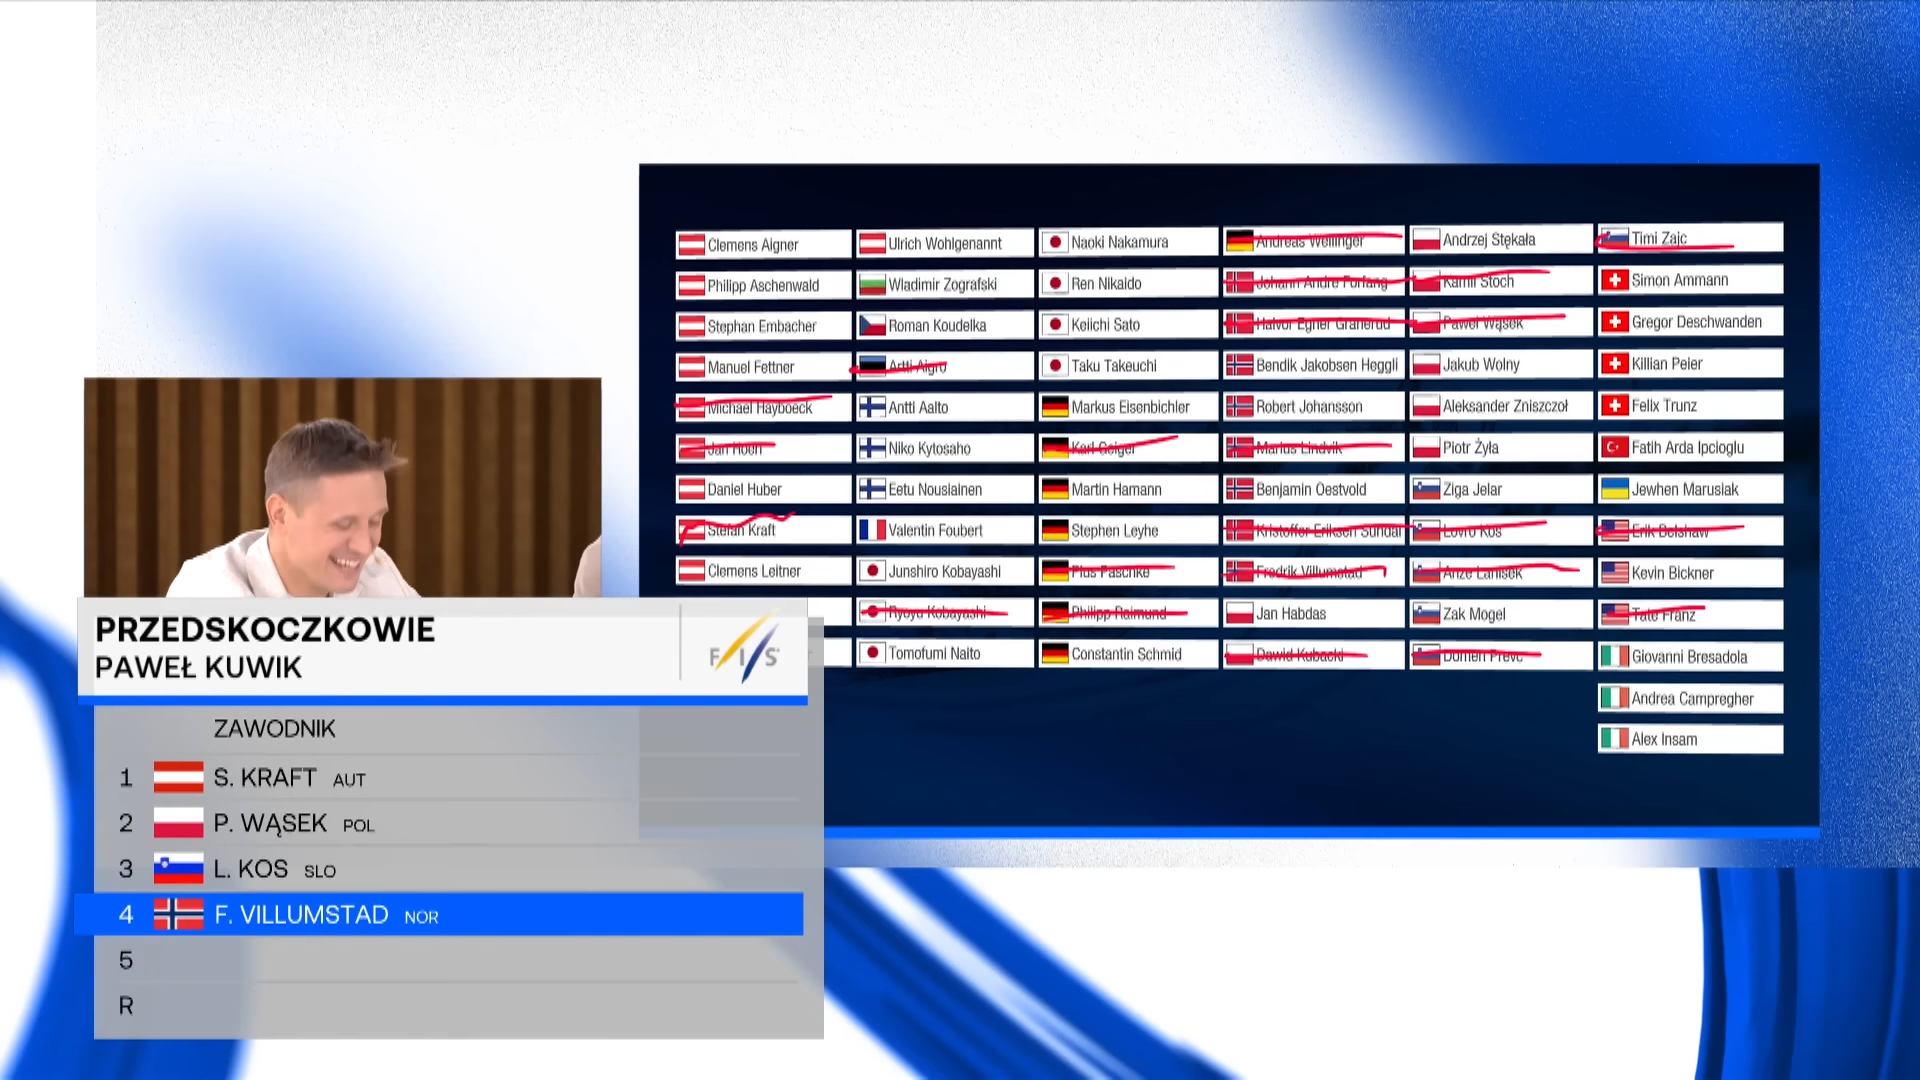 Clemens Aigner
Philipp Aschenwald
Stephan Embacher
Manuel Fettner
Michael Hayboeck
Jan Hoerl
Daniel Huber
Stefan Kraft
Clemens Leitner
Ulrich Wohlgenannt
Wladimir Zografski
Roman Koudelka
Artti Aigro
Antti Aalto
Niko Kytosaho
Eetu Nousiainen
Valentin Foubert
Junshiro Kobayashi
Ryoyu Kobayashi
Tomofumi Naito
Naoki Nakamura
Ren Nikaido
Keiichi Sato
Taku Takeuchi
Markus Eisenbichler
Karl Geiger
Martin Hamann
Stephen Leyhe
Pius Paschke
Philipp Raimund
Constantin Schmid
Andreas Wellinger
Johann Andre Forfang
Halvor Egner Granerud
Bendik Jakobsen Heggli
Robert Johansson
Marius Lindvik
Benjamin Oestvold
Kristoffer Eriksen Sundal
Fredrik Villumstad
Jan Habdas
Dawid Kubacki
Andrzej Stękała
Kamil Stoch
Paweł Wąsek
Jakub Wolny
Aleksander Zniszczoł
Piotr Żyła
Ziga Jelar
Lovro Kos
Anze Lanisek
Zak Mogel
Domen Prevc
Timi Zajc
Simon Ammann
Gregor Deschwanden
Killian Peier
Felix Trunz
Fatih Arda Ipcioglu
Jewhen Marusiak
Erik Belshaw
Kevin Bickner
Tate Franz
Giovanni Bresadola
Andrea Campregher
Alex Insam
PRZEDSKOCZKOWIE
PAWEŁ KUWIK
FIS
ZAWODNIK
1 S. KRAFT AUT
2 P. WĄSEK POL
3 L. KOS SLO
4 F. VILLUMSTAD NOR
5
R